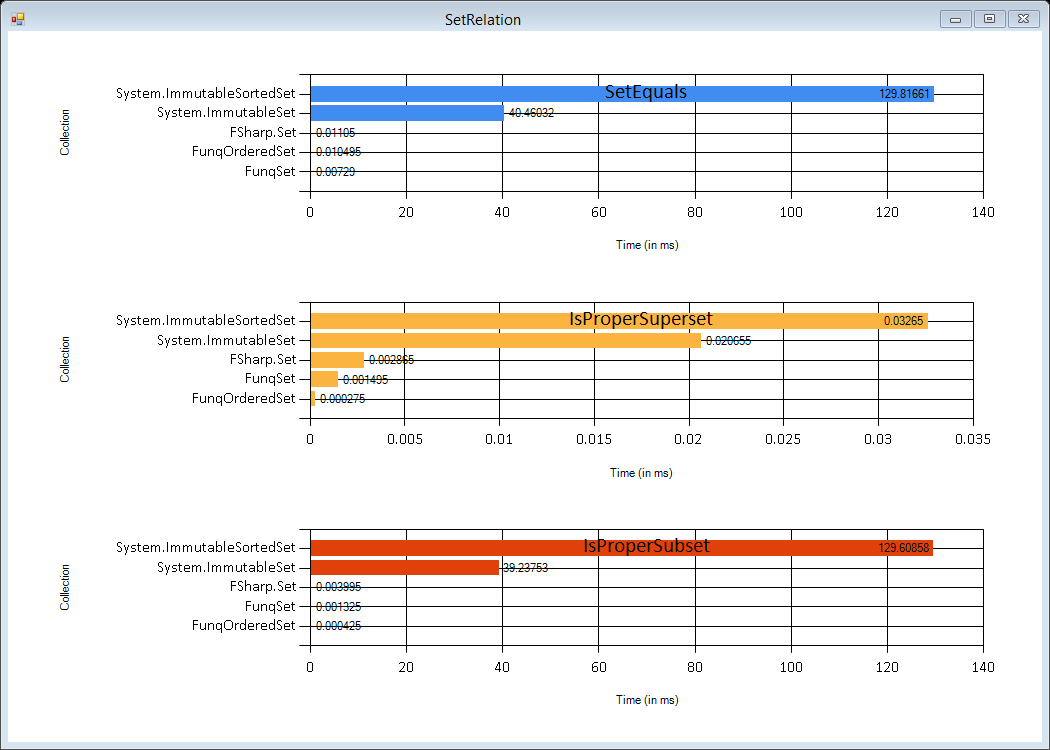 SetRelation
SetEquals
Collection
System.ImmutableSortedSet 129.81661
System.ImmutableSet 40.46032
FSharp.Set 0.01105
FunqOrderedSet 0.010495
FunqSet 0.00729
0 20 40 60 80 100 120 140
Time (in ms)
IsProperSuperset
Collection
System.ImmutableSortedSet 0.03265
System.ImmutableSet 0.020655
FSharp.Set 0.002865
FunqSet 0.001495
FunqOrderedSet 0.000275
0 0.005 0.01 0.015 0.02 0.025 0.03 0.035
Time (in ms)
IsProperSubset
Collection
System.ImmutableSortedSet 129.60858
System.ImmutableSet 39.23753
FSharp.Set 0.003995
FunqSet 0.001325
FunqOrderedSet 0.000425
0 20 40 60 80 100 120 140
Time (in ms)